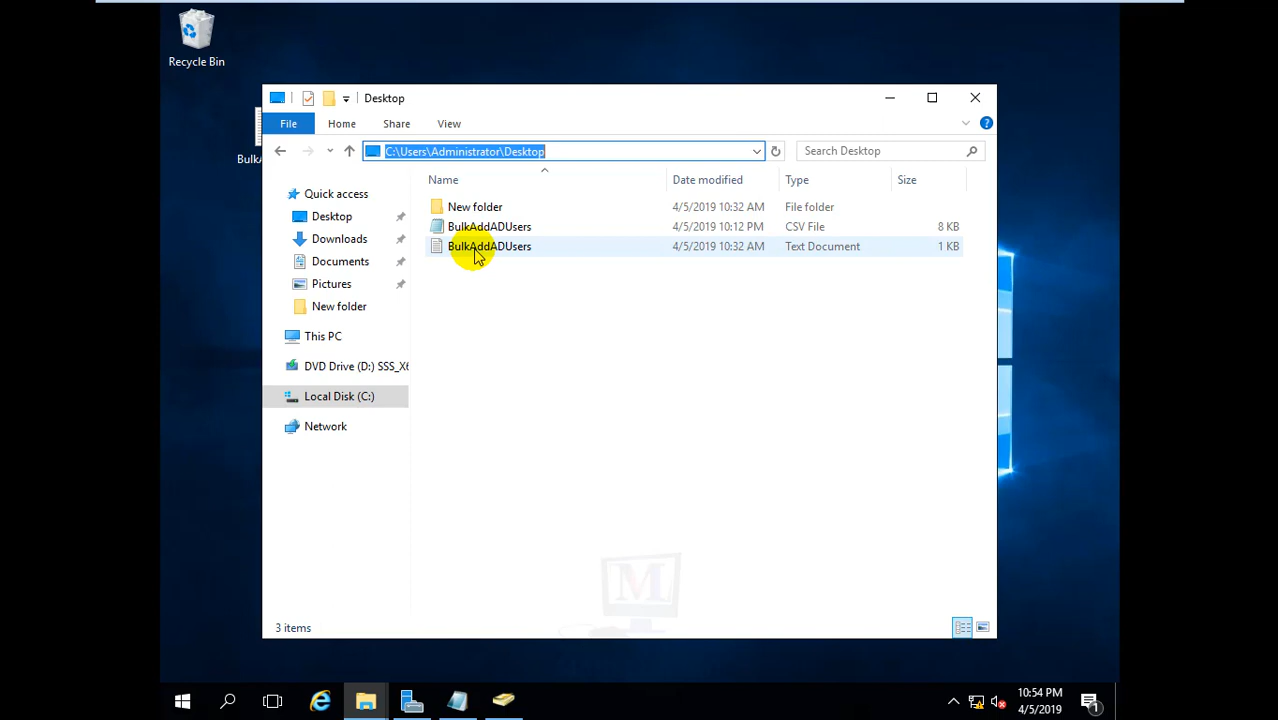 Recycle Bin
BulkA
Desktop
File
Home
Share
View
C:\Users\Administrator\Desktop
Search Desktop
Name
Date modified
Type
Size
Quick access
Desktop
Downloads
Documents
Pictures
New folder
This PC
DVD Drive (D:) SSS_X6
Local Disk (C:)
Network
New folder 4/5/2019 10:32 AM File folder
BulkAddADUsers 4/5/2019 10:12 PM CSV File 8 KB
BulkAddADUsers 4/5/2019 10:32 AM Text Document 1 KB
M
3 items
10:54 PM
4/5/2019
1